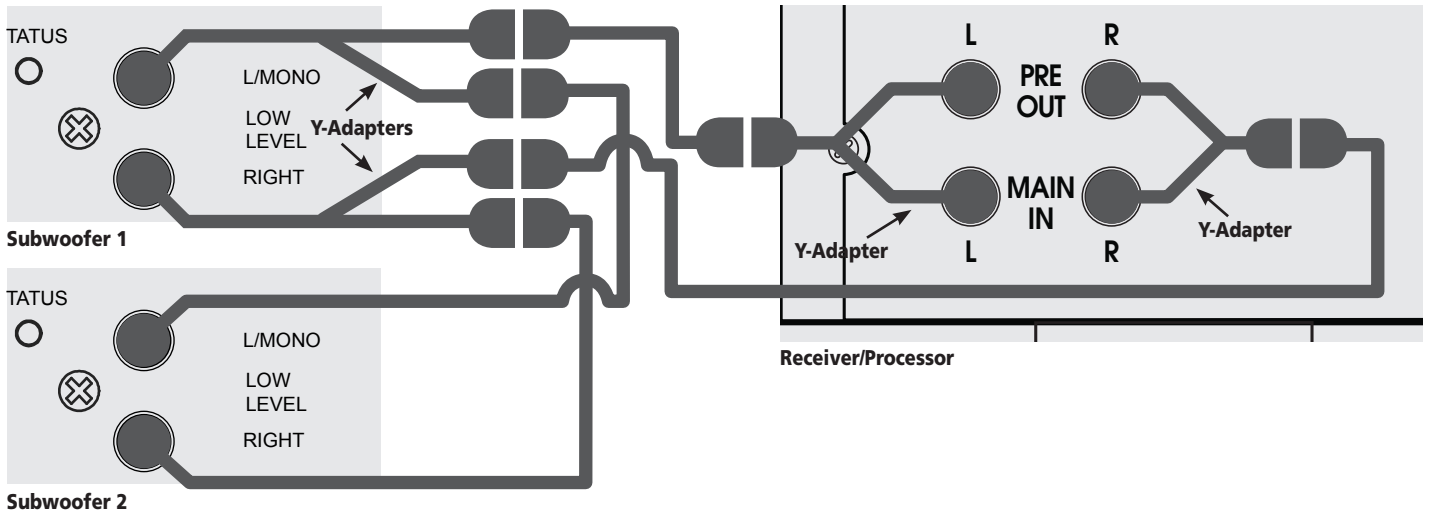 TATUS
L/MONO
LOW
LEVEL
RIGHT
Y-Adapters
Subwoofer 1
TATUS
L/MONO
LOW
LEVEL
RIGHT
Subwoofer 2
L R
PRE
OUT
MAIN
IN
L R
Y-Adapter
Y-Adapter
Receiver/Processor